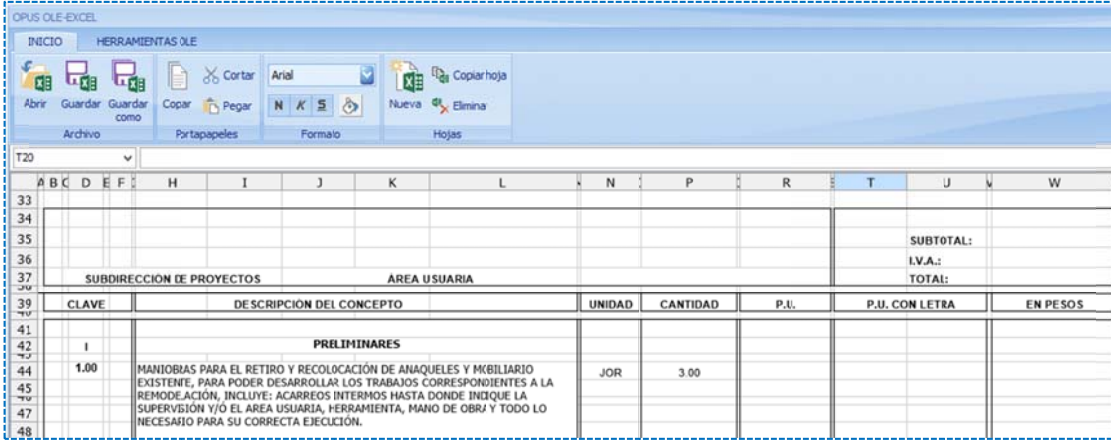 OPUS OLE-EXCEL
INICIO HERRAMIENTAS OLE
Cortar Arial Copiar hoja
Abrir Guardar Guardar como Copar Pegar N K S Nueva Elimina
Archivo Portapapeles Formato Hojas
T20
A B C D E F H I J K L N P R T U W
33
34
35 SUBTOTAL:
36 I.V.A.:
37 SUBDIRECCIÓN DE PROYECTOS ÁREA USUARIA TOTAL:
39 CLAVE DESCRIPCIÓN DEL CONCEPTO UNIDAD CANTIDAD P.U. P.U. CON LETRA EN PESOS
41
42 I PRELIMINARES
44 1.00 MANIOBRAS PARA EL RETIRO Y RECOLOCACIÓN DE ANAQUELES Y MOBILIARIO JOR 3.00
45 EXISTENTE, PARA PODER DESARROLLAR LOS TRABAJOS CORRESPONDIENTES A LA
REMODELACIÓN, INCLUYE: ACARREOS INTERMOS HASTA DONDE INDIQUE LA
47 SUPERVISIÓN Y/Ó EL AREA USUARIA, HERRAMIENTA, MANO DE OBRA Y TODO LO
48 NECESARIO PARA SU CORRECTA EJECUCIÓN.